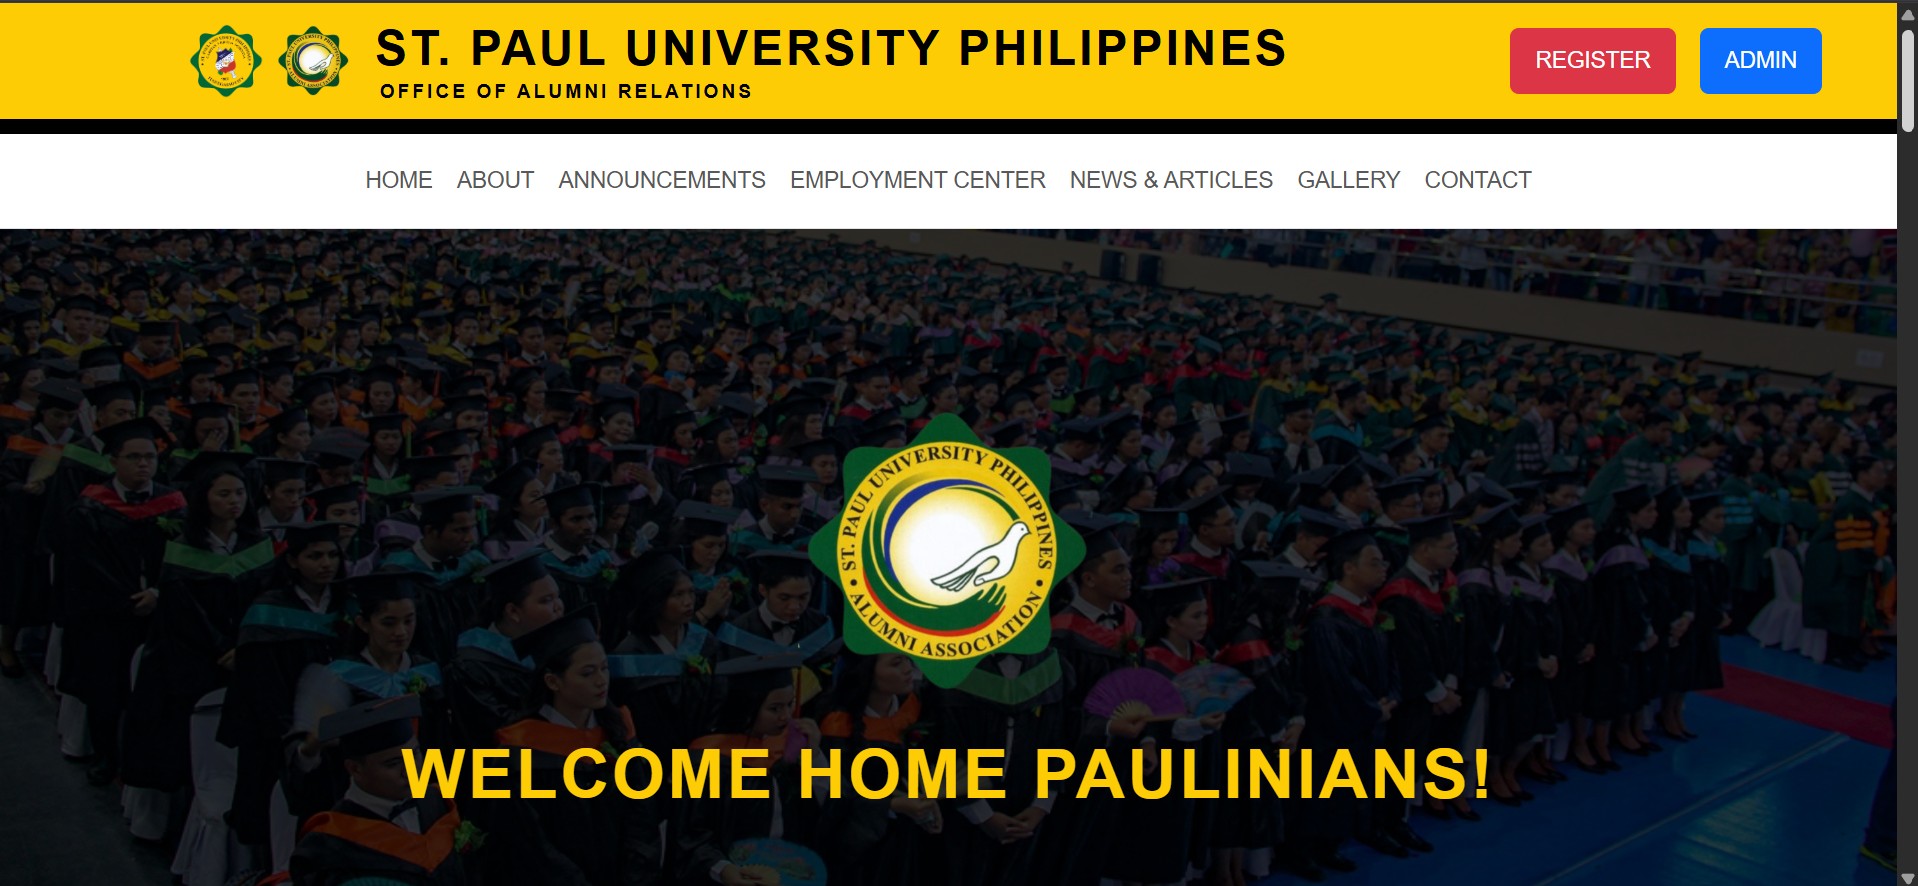 ST. PAUL UNIVERSITY PHILIPPINES
OFFICE OF ALUMNI RELATIONS
REGISTER
ADMIN
HOME
ABOUT
ANNOUNCEMENTS
EMPLOYMENT CENTER
NEWS & ARTICLES
GALLERY
CONTACT
ST. PAUL UNIVERSITY PHILIPPINES
• ALUMNI ASSOCIATION •
WELCOME HOME PAULINIANS!